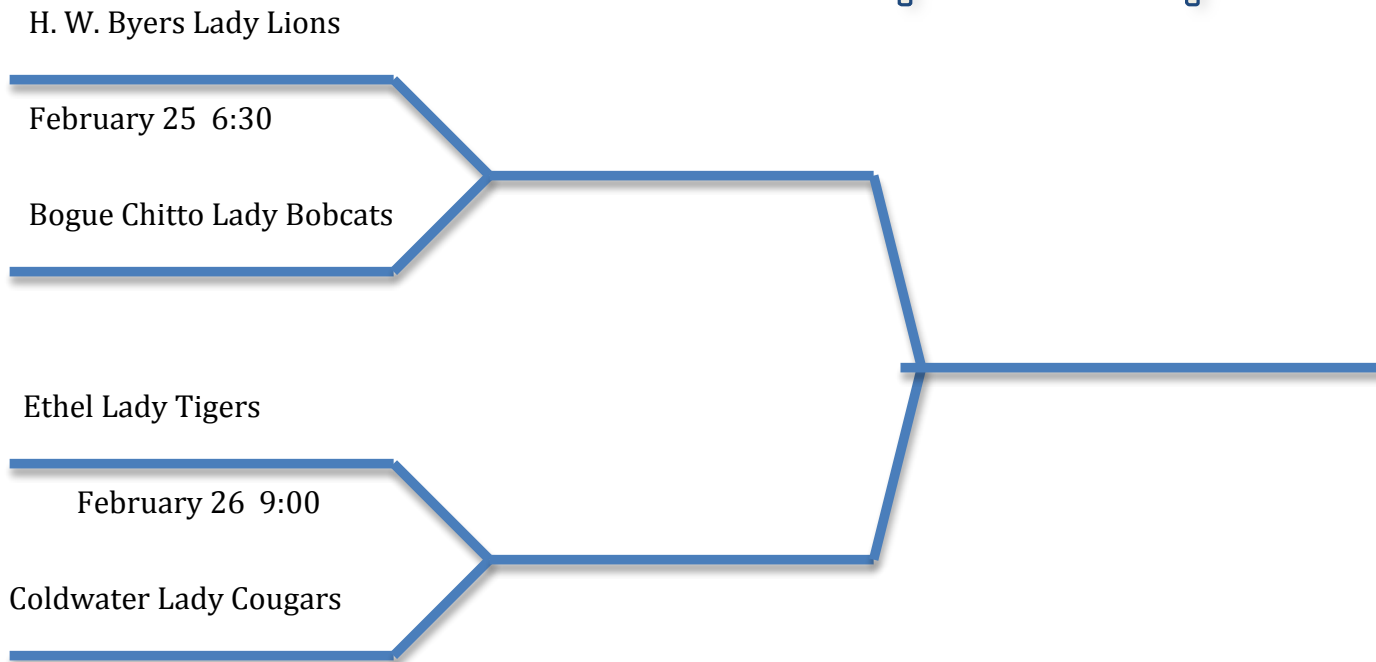 H. W. Byers Lady Lions
February 25 6:30
Bogue Chitto Lady Bobcats
Ethel Lady Tigers
February 26 9:00
Coldwater Lady Cougars